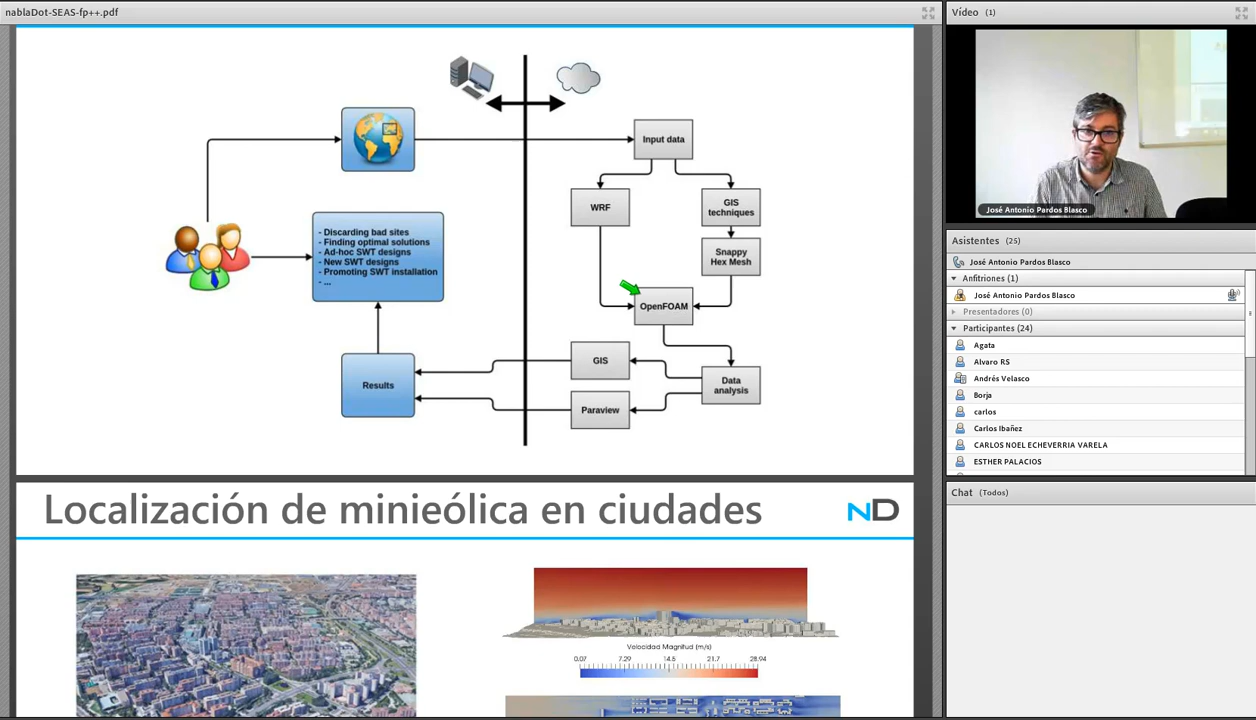 nablaDot-SEAS-fp++.pdf
Input data
WRF
GIS
techniques
- Discarding bad sites
- Finding optimal solutions
- Ad-hoc SWT designs
- New SWT designs
- Promoting SWT installation
- ...
Snappy
Hex Mesh
OpenFOAM
GIS
Data
analysis
Results
Paraview
Localización de minieólica en ciudades
ND
Velocidad Magnitud (m/s)
0.07 7.29 14.5 21.7 28.94
Vídeo (1)
José Antonio Pardos Blasco
Asistentes (25)
José Antonio Pardos Blasco
Anfitriones (1)
José Antonio Pardos Blasco
Presentadores (0)
Participantes (24)
Agata
Alvaro RS
Andrés Velasco
Borja
carlos
Carlos Ibañez
CARLOS NOEL ECHEVERRIA VARELA
ESTHER PALACIOS
Chat (Todos)